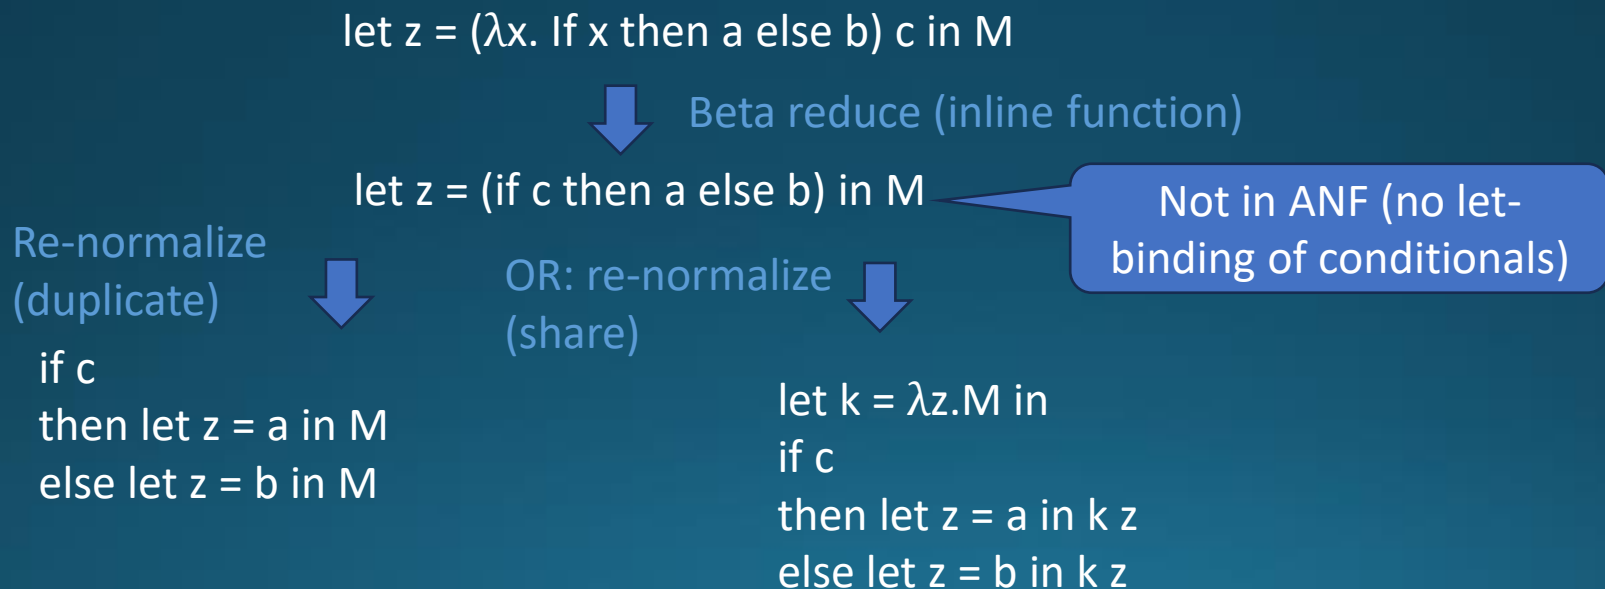 let z = (λx. If x then a else b) c in M
Beta reduce (inline function)
let z = (if c then a else b) in M
Not in ANF (no let-
binding of conditionals)
Re-normalize
(duplicate)
OR: re-normalize
(share)
if c
then let z = a in M
else let z = b in M
let k = λz.M in
if c
then let z = a in k z
else let z = b in k z